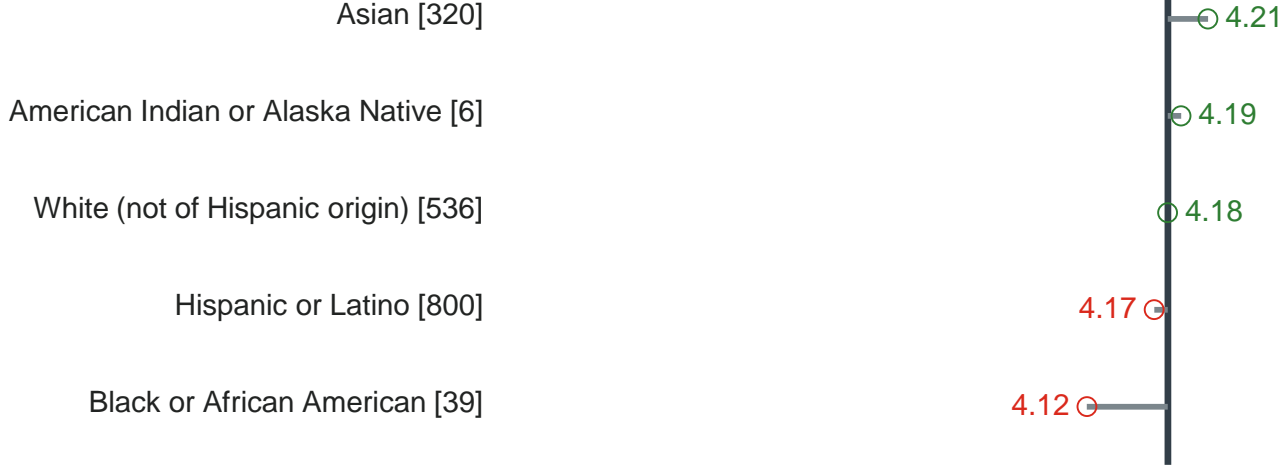 Asian [320] 4.21
American Indian or Alaska Native [6] 4.19
White (not of Hispanic origin) [536] 4.18
Hispanic or Latino [800] 4.17
Black or African American [39] 4.12